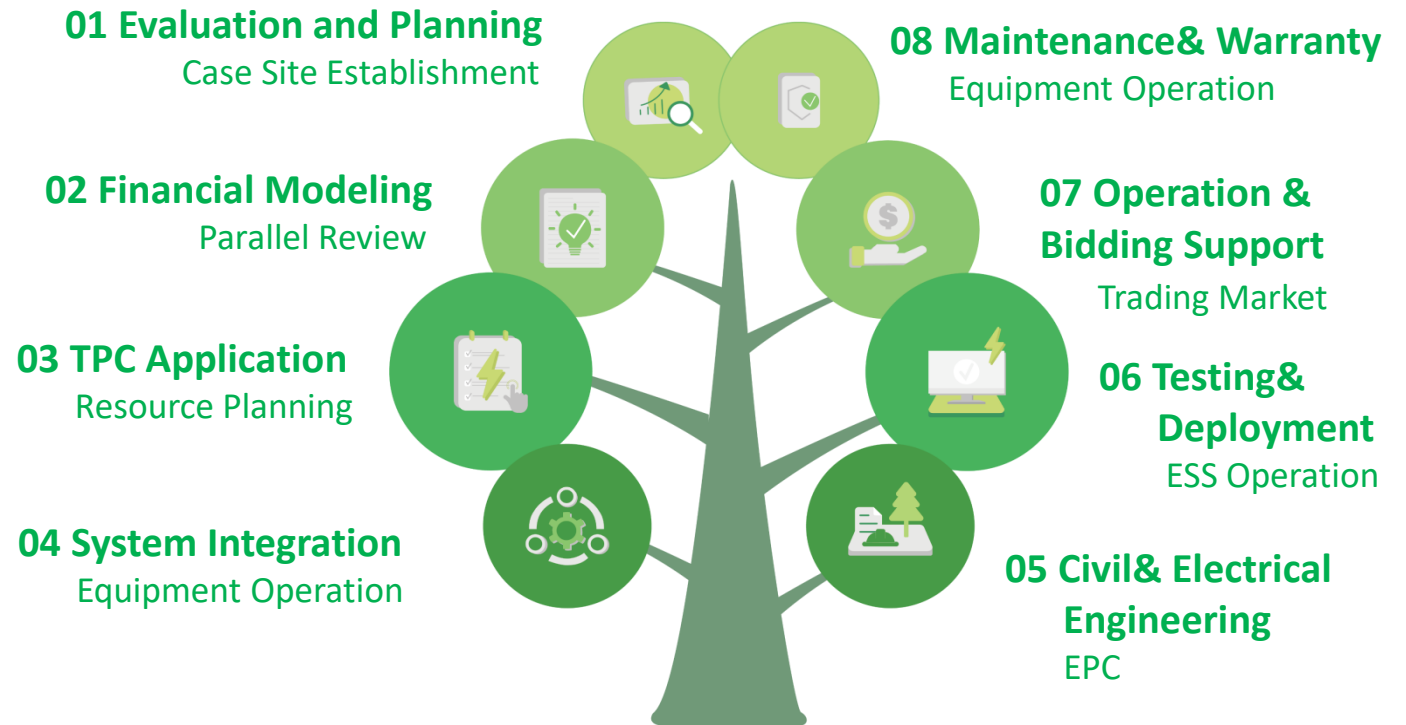 01 Evaluation and Planning
Case Site Establishment
02 Financial Modeling
Parallel Review
03 TPC Application
Resource Planning
04 System Integration
Equipment Operation
05 Civil& Electrical
Engineering
EPC
06 Testing&
Deployment
ESS Operation
07 Operation &
Bidding Support
Trading Market
08 Maintenance& Warranty
Equipment Operation
$